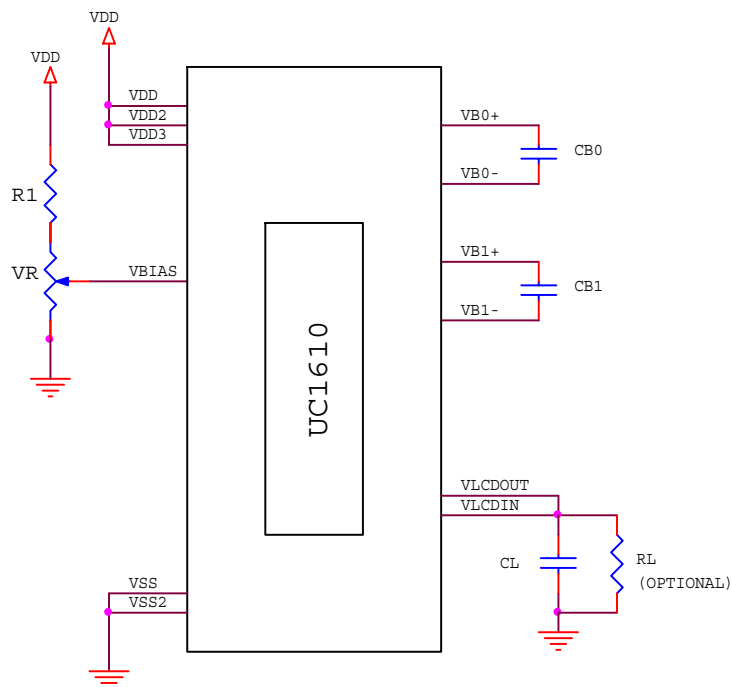 VDD
VDD
VDD
VDD2
VDD3
R1
VR
VBIAS
VSS
VSS2
UC1610
VB0+
VB0-
CB0
VB1+
VB1-
CB1
VLCDOUT
VLCDIN
CL
RL
(OPTIONAL)